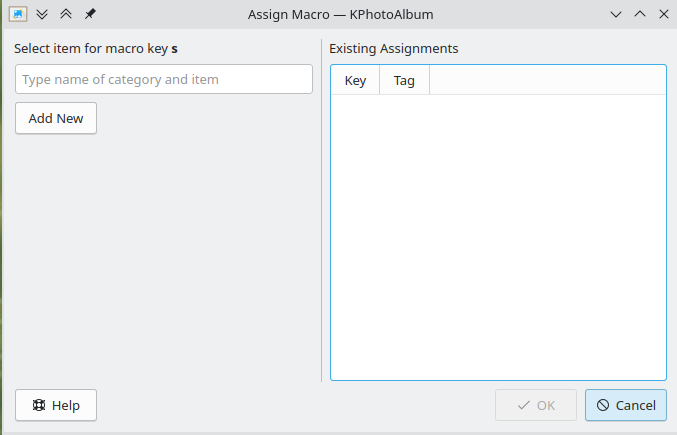 Assign Macro — KPhotoAlbum
Select item for macro key s
Type name of category and item
Add New
Existing Assignments
Key Tag
Help
OK
Cancel